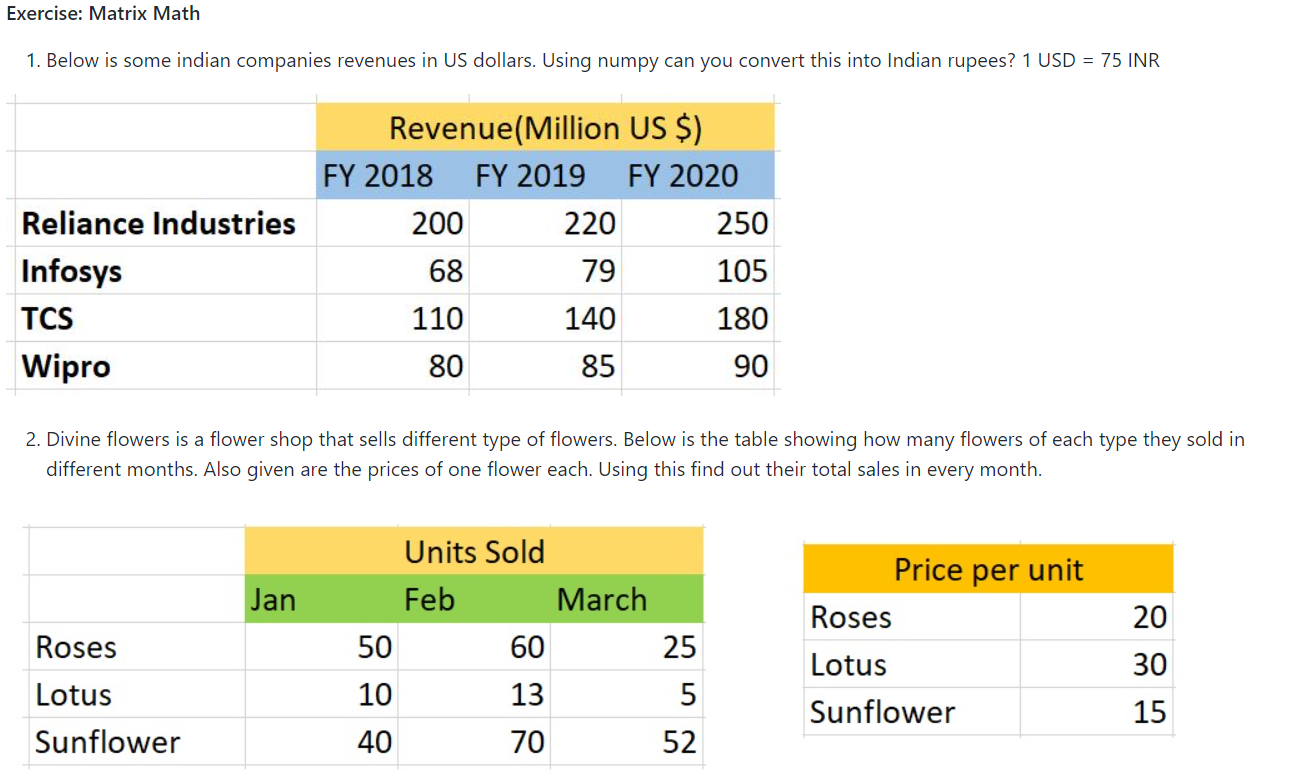 Exercise: Matrix Math
1. Below is some indian companies revenues in US dollars. Using numpy can you convert this into Indian rupees? 1 USD = 75 INR
Revenue(Million US $)
FY 2018 FY 2019 FY 2020
Reliance Industries 200 220 250
Infosys 68 79 105
TCS 110 140 180
Wipro 80 85 90
2. Divine flowers is a flower shop that sells different type of flowers. Below is the table showing how many flowers of each type they sold in
different months. Also given are the prices of one flower each. Using this find out their total sales in every month.
Units Sold
Jan Feb March
Roses 50 60 25
Lotus 10 13 5
Sunflower 40 70 52
Price per unit
Roses 20
Lotus 30
Sunflower 15